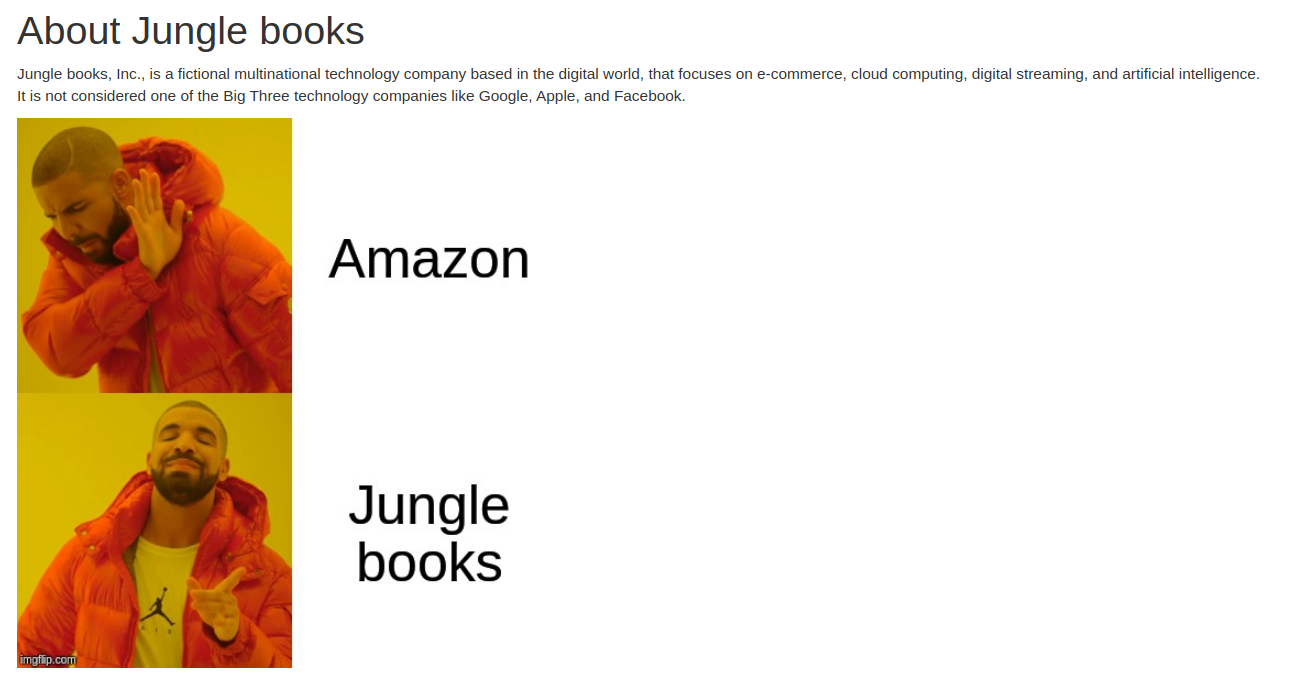 About Jungle books
Jungle books, Inc., is a fictional multinational technology company based in the digital world, that focuses on e-commerce, cloud computing, digital streaming, and artificial intelligence.
It is not considered one of the Big Three technology companies like Google, Apple, and Facebook.
Amazon
Jungle
books
imgflip.com